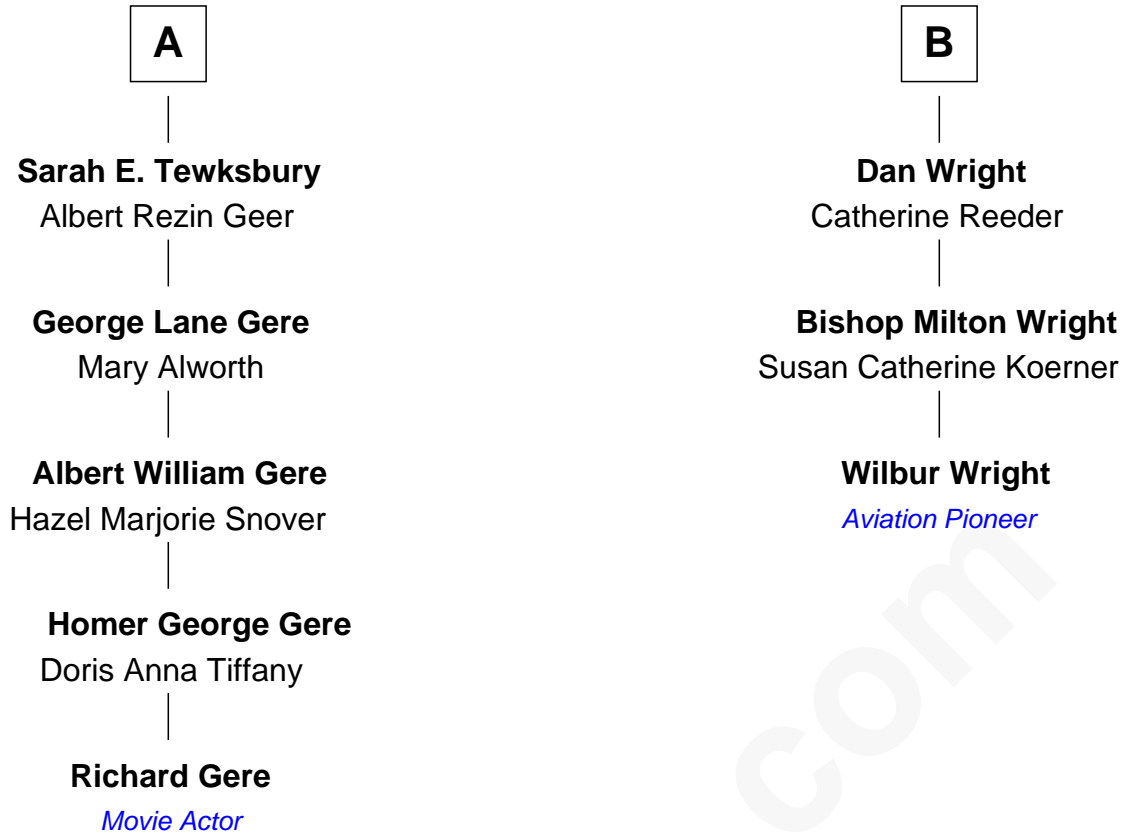 A
B
Sarah E. Tewksbury
Albert Rezin Geer
Dan Wright
Catherine Reeder
George Lane Gere
Mary Alworth
Bishop Milton Wright
Susan Catherine Koerner
Albert William Gere
Hazel Marjorie Snover
Wilbur Wright
Aviation Pioneer
Homer George Gere
Doris Anna Tiffany
Richard Gere
Movie Actor
com